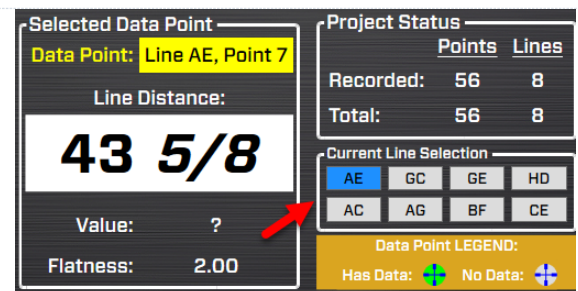 Selected Data Point
Data Point: Line AE, Point 7
Line Distance:
43 5/8
Value: ?
Flatness: 2.00
Project Status
Points Lines
Recorded: 56 8
Total: 56 8
Current Line Selection
AE GC GE HD
AC AG BF CE
Data Point LEGEND:
Has Data: No Data: